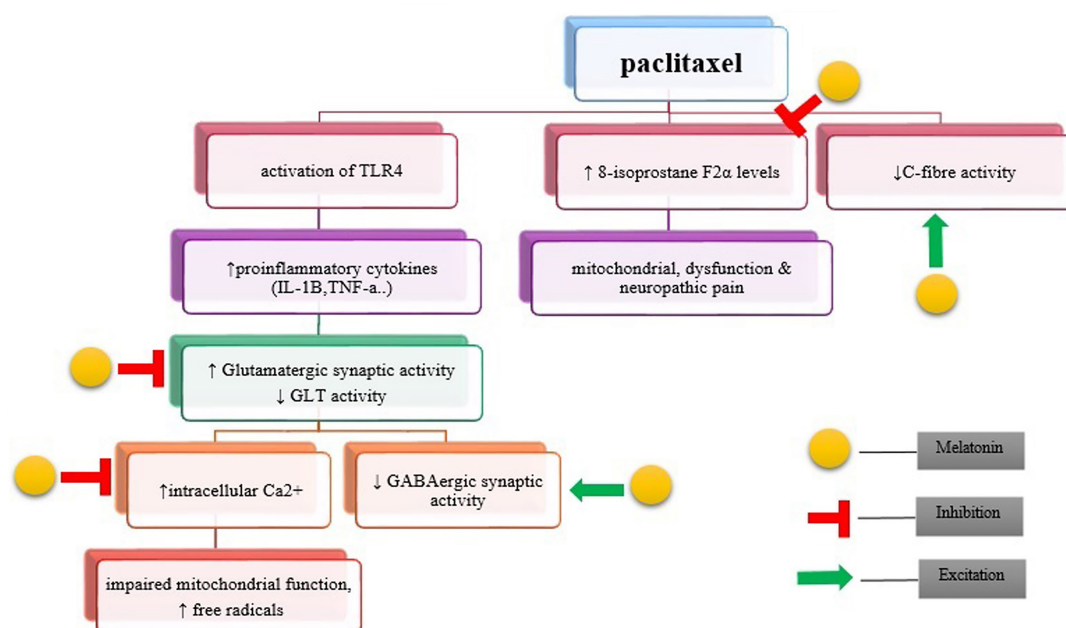 paclitaxel
activation of TLR4
↑ 8-isoprostane F2α levels
↓C-fibre activity
↑proinflammatory cytokines
(IL-1B,TNF-a..)
mitochondrial, dysfunction &
neuropathic pain
↑ Glutamatergic synaptic activity
↓ GLT activity
↑intracellular Ca2+
↓ GABAergic synaptic
activity
impaired mitochondrial function,
↑ free radicals
Melatonin
Inhibition
Excitation